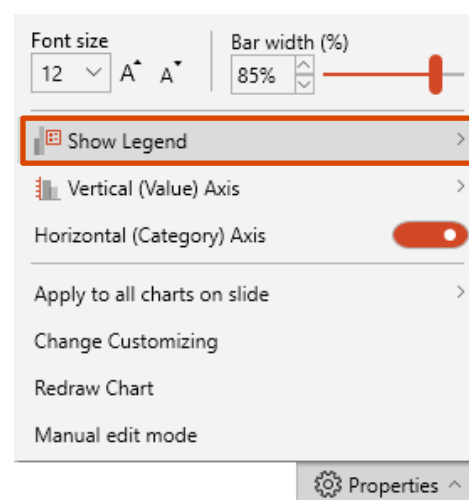 Font size
Bar width (%)
12
A A
85%
Show Legend
Vertical (Value) Axis
Horizontal (Category) Axis
Apply to all charts on slide
Change Customizing
Redraw Chart
Manual edit mode
Properties